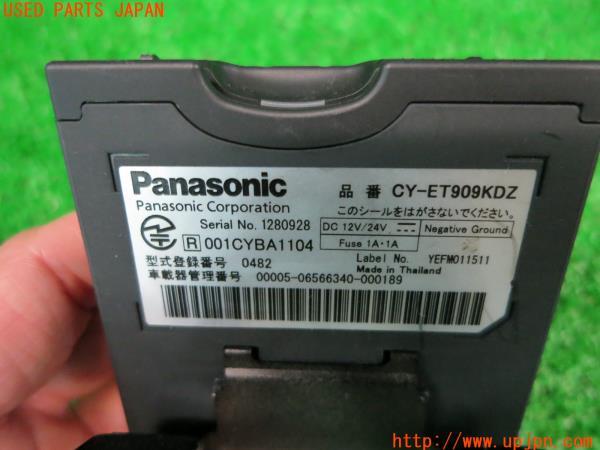 USED PARTS JAPAN
Panasonic
品 番 CY-ET909KDZ
Panasonic Corporation
このシールをはがさないでください。
Serial No. 1280928
DC 12V/24V
Negative Ground
R 001CYBA1104
Fuse 1A・1A
型式登録番号 0482
Label No. YEFM011511
Made in Thailand
車載器管理番号 00005-06566340-000189
http://www.upjpn.com